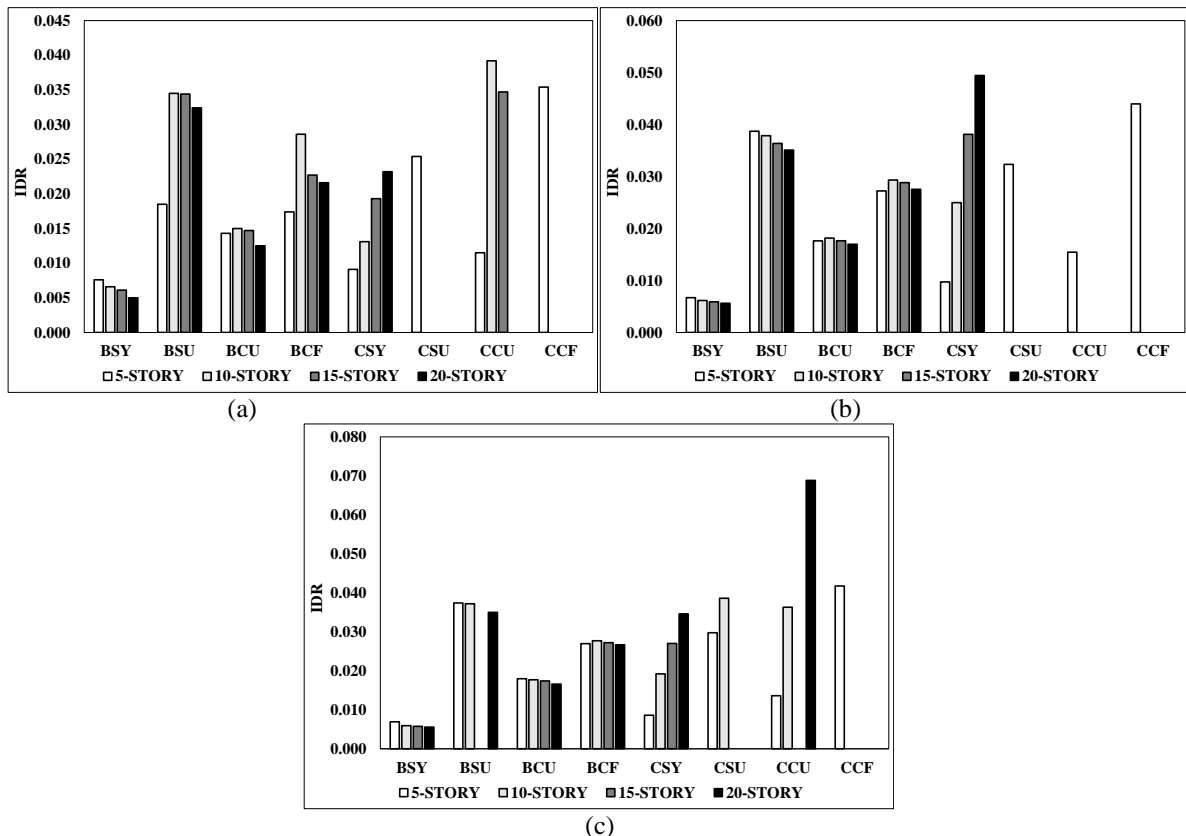 0.045
0.040
0.035
0.030
0.025
0.020
0.015
0.010
0.005
0.000
IDR
BSY BSU BCU BCF CSY CSU CCU CCF
5-STORY 10-STORY 15-STORY 20-STORY
(a)
0.060
0.050
0.040
0.030
0.020
0.010
0.000
IDR
BSY BSU BCU BCF CSY CSU CCU CCF
5-STORY 10-STORY 15-STORY 20-STORY
(b)
0.080
0.070
0.060
0.050
0.040
0.030
0.020
0.010
0.000
IDR
BSY BSU BCU BCF CSY CSU CCU CCF
5-STORY 10-STORY 15-STORY 20-STORY
(c)